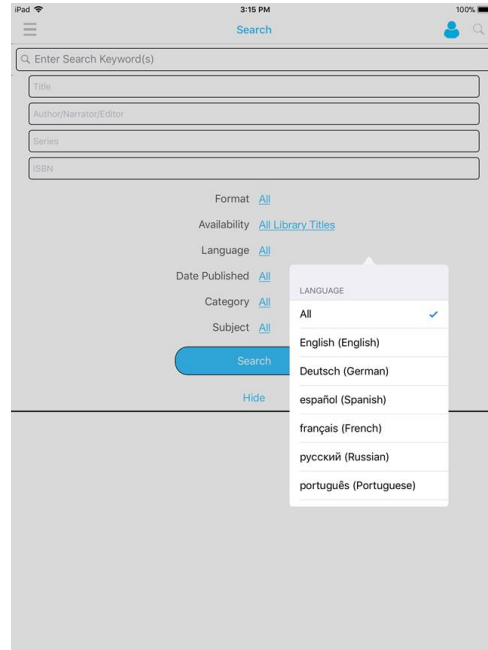 iPad 3:15 PM 100%
Search
Enter Search Keyword(s)
Title
Author/Narrator/Editor
Series
ISBN
Format All
Availability All Library Titles
Language All
Date Published All
Category All
Subject All
Search
Hide
LANGUAGE
All
English (English)
Deutsch (German)
español (Spanish)
français (French)
русский (Russian)
português (Portuguese)